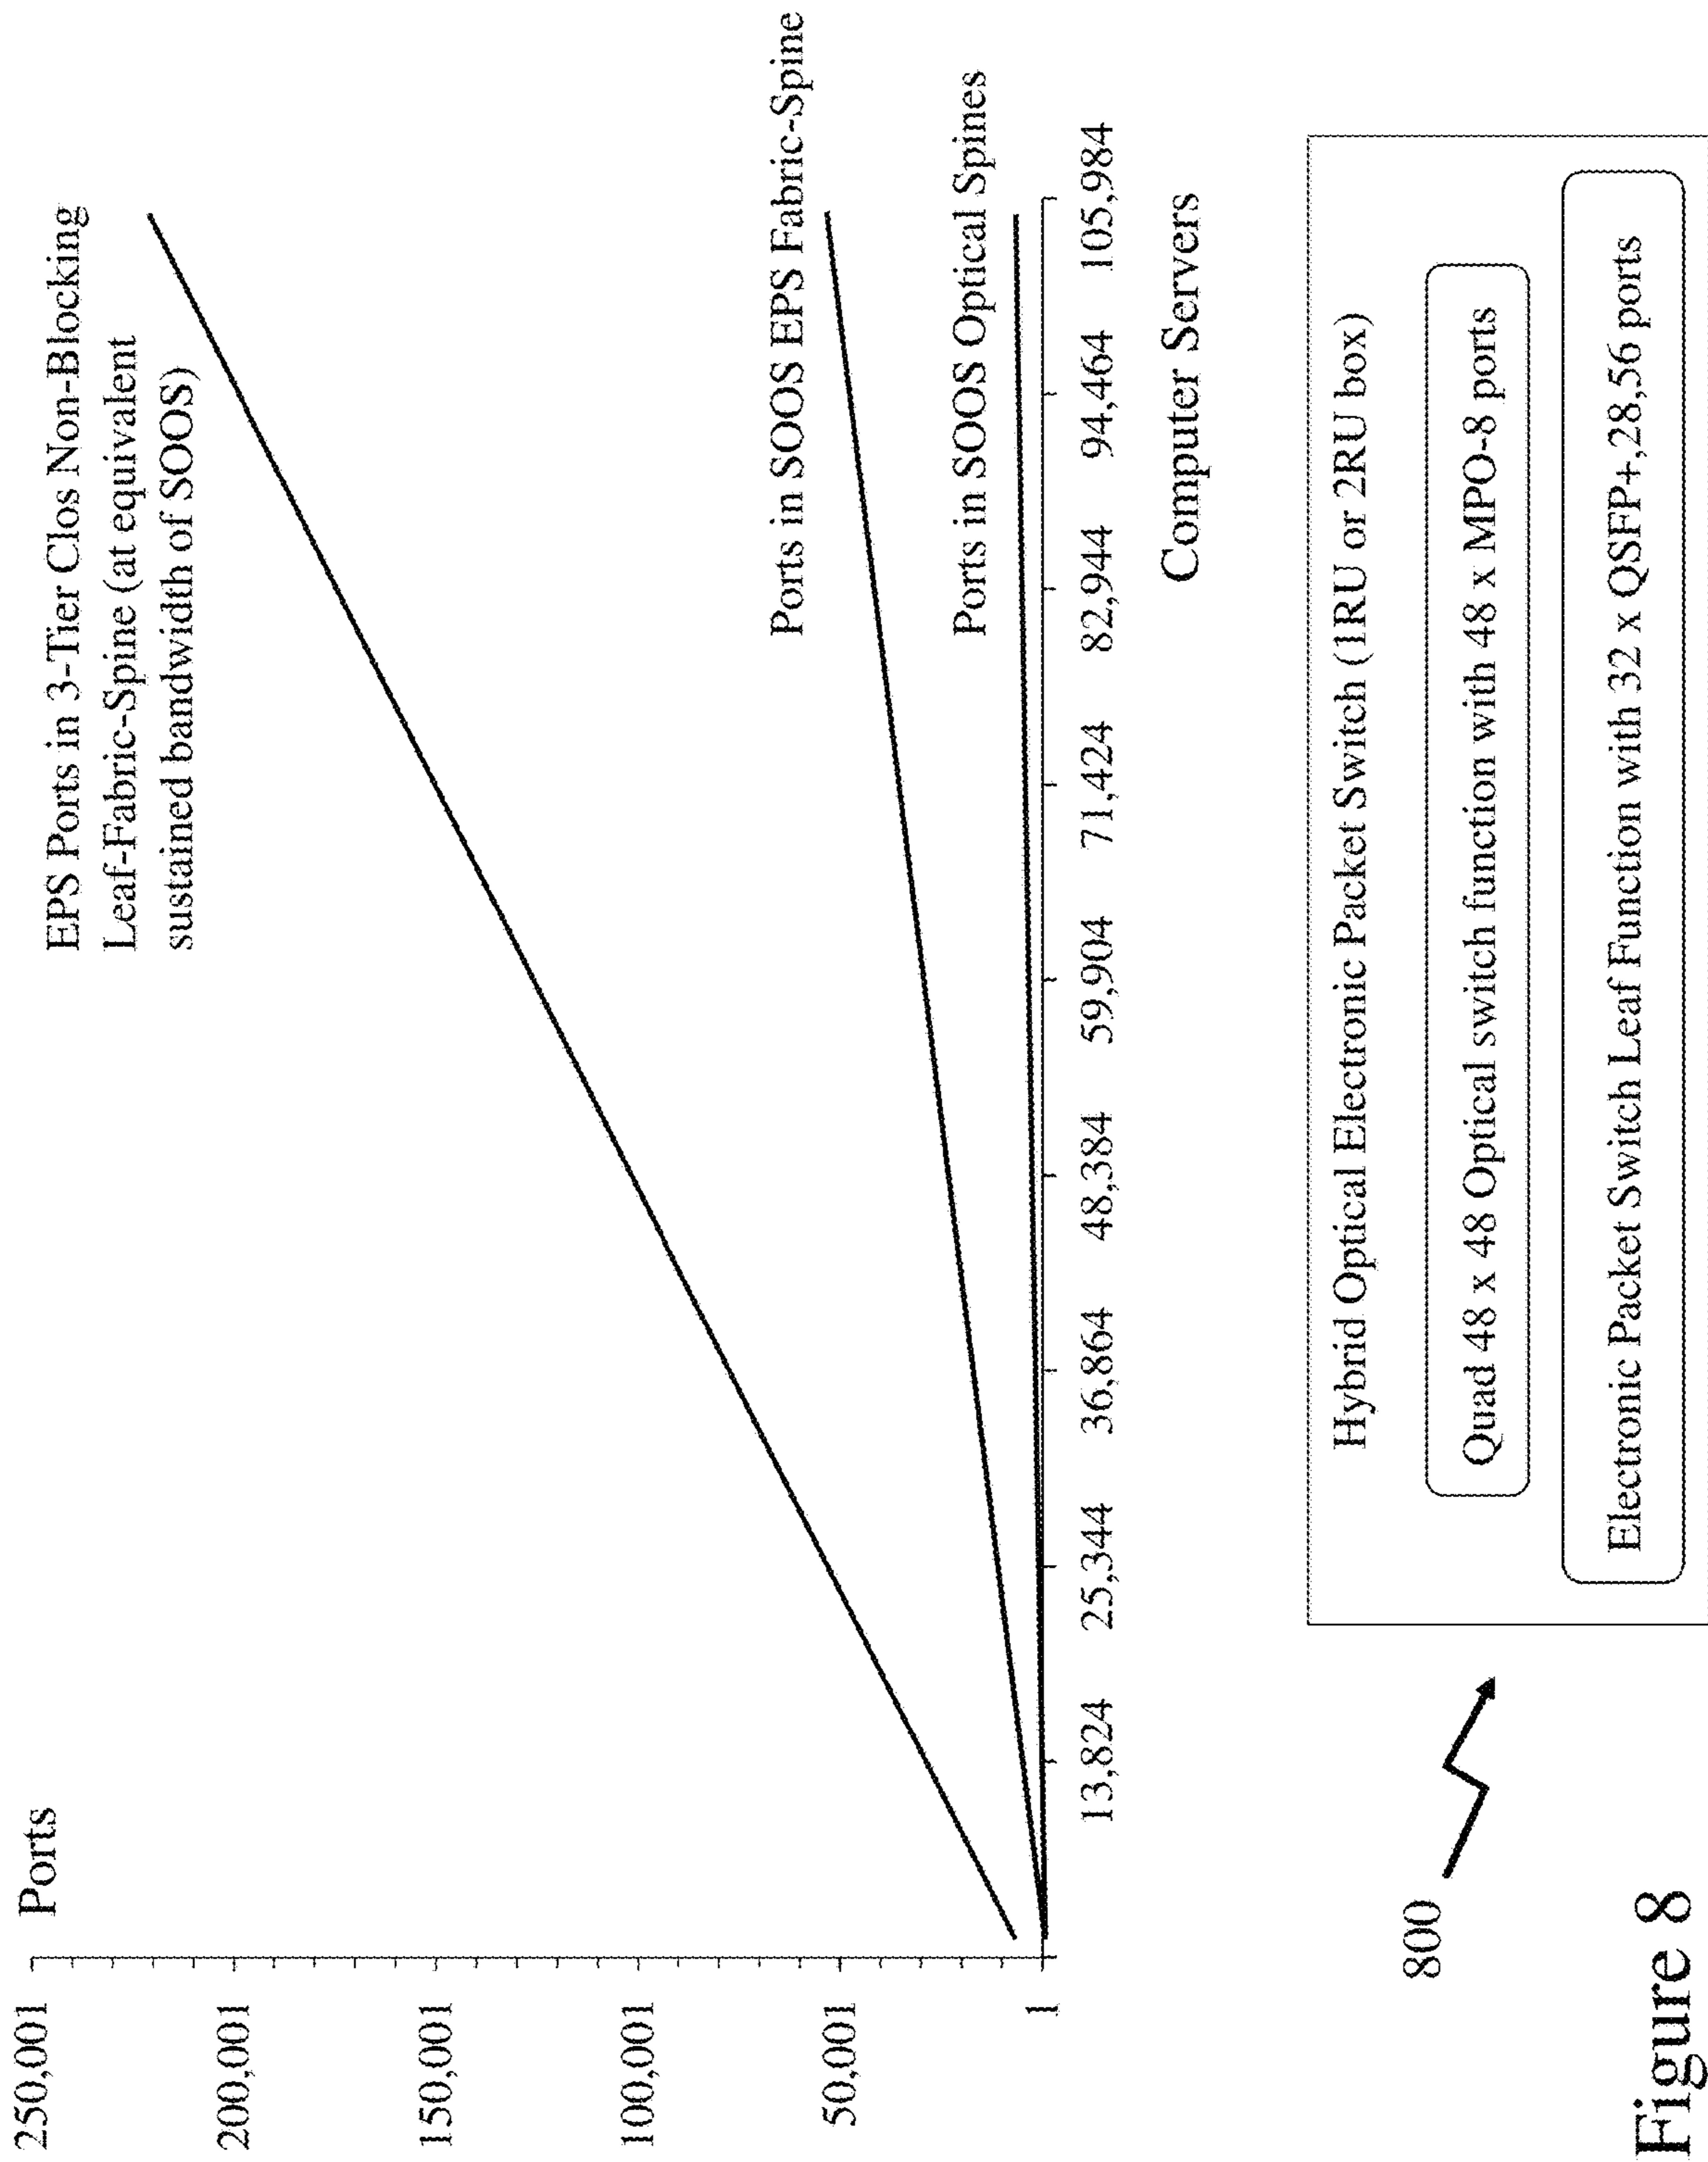 Ports
250,001
200,001
150,001
100,001
50,001
1
EPS Ports in 3-Tier Clos Non-Blocking
Leaf-Fabric-Spine (at equivalent
sustained bandwidth of SOOS)
Ports in SOOS EPS Fabric-Spine
Ports in SOOS Optical Spines
13,824 25,344 36,864 48,384 59,904 71,424 82,944 94,464 105,984
Computer Servers
800
Hybrid Optical Electronic Packet Switch (1RU or 2RU box)
Quad 48 x 48 Optical switch function with 48 x MPO-8 ports
Electronic Packet Switch Leaf Function with 32 x QSFP+,28,56 ports
Figure 8